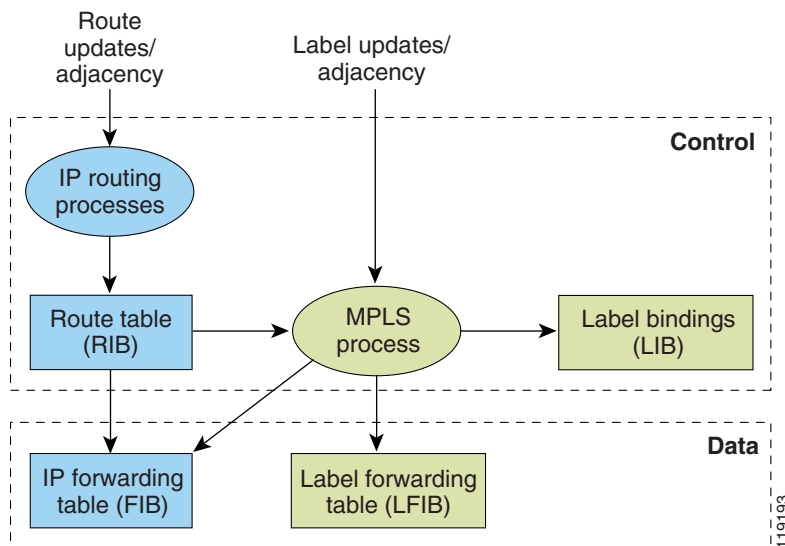 Route
updates/
adjacency
Label updates/
adjacency
Control
IP routing
processes
Route table
(RIB)
MPLS
process
Label bindings
(LIB)
Data
IP forwarding
table (FIB)
Label forwarding
table (LFIB)
119193